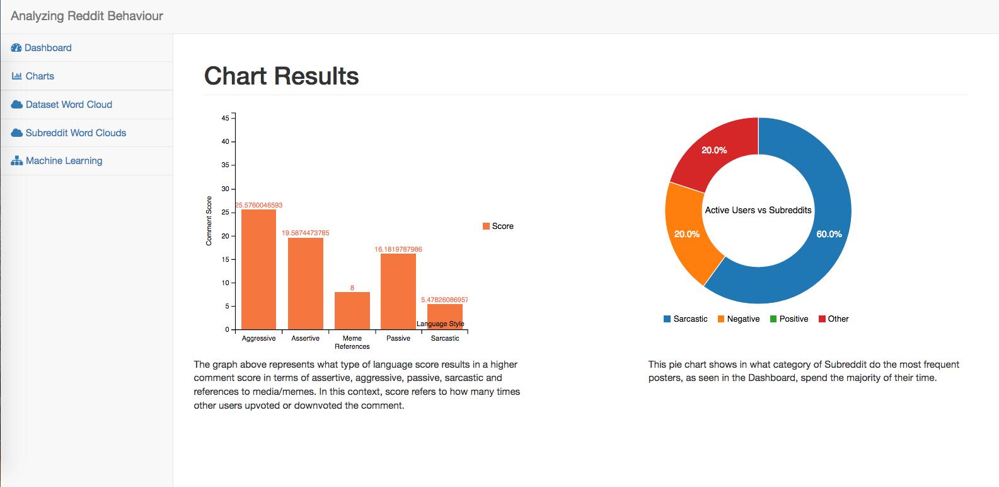 Analyzing Reddit Behaviour
Dashboard
Charts
Dataset Word Cloud
Subreddit Word Clouds
Machine Learning
Chart Results
45
40
35
30
25
20
15
10
5
0
Comment Score
25.5760046593
19.5874473785
8
16.1819787986
5.47826086957
Language Style
Aggressive
Assertive
Meme
References
Passive
Sarcastic
Score
The graph above represents what type of language score results in a higher
comment score in terms of assertive, aggressive, passive, sarcastic and
references to media/memes. In this context, score refers to how many times
other users upvoted or downvoted the comment.
20.0%
20.0%
60.0%
Active Users vs Subreddits
Sarcastic
Negative
Positive
Other
This pie chart shows in what category of Subreddit do the most frequent
posters, as seen in the Dashboard, spend the majority of their time.